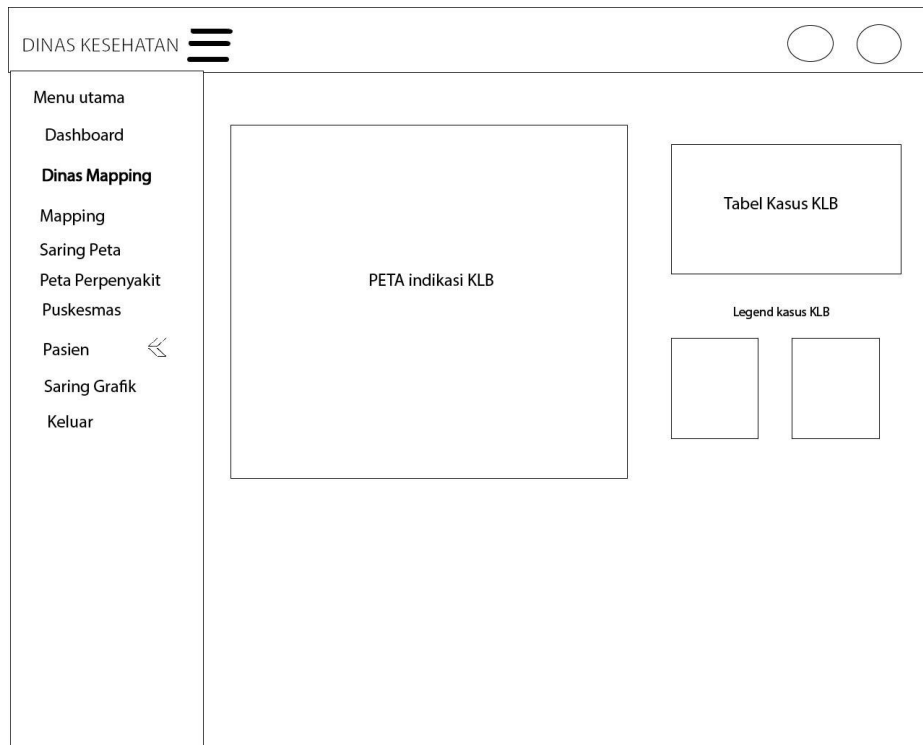 DINAS KESEHATAN
Menu utama
Dashboard
Dinas Mapping
Mapping
Saring Peta
Peta Perpenyakit
Puskesmas
Pasien
Saring Grafik
Keluar
PETA indikasi KLB
Tabel Kasus KLB
Legend kasus KLB